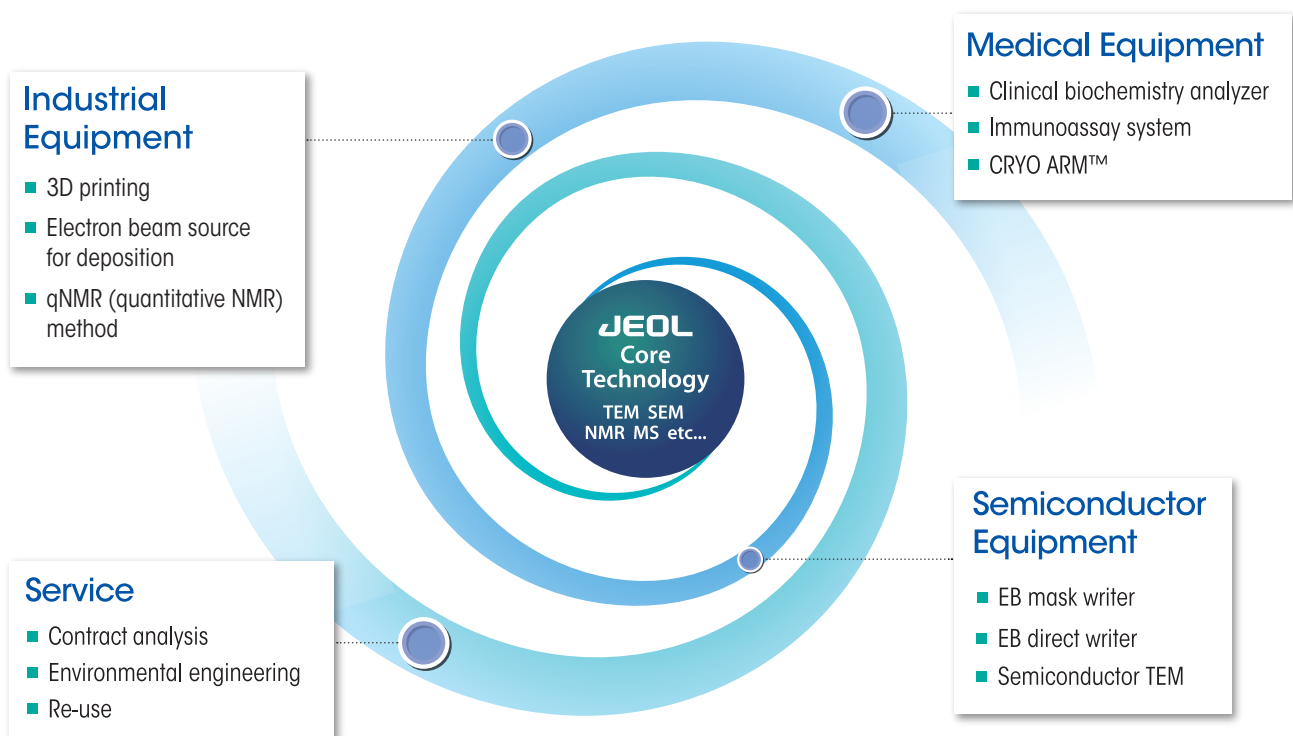 Industrial
Equipment
3D printing
Electron beam source
for deposition
qNMR (quantitative NMR)
method
Medical Equipment
Clinical biochemistry analyzer
Immunoassay system
CRYO ARM™
JEOL
Core
Technology
TEM SEM
NMR MS etc...
Service
Contract analysis
Environmental engineering
Re-use
Semiconductor
Equipment
EB mask writer
EB direct writer
Semiconductor TEM